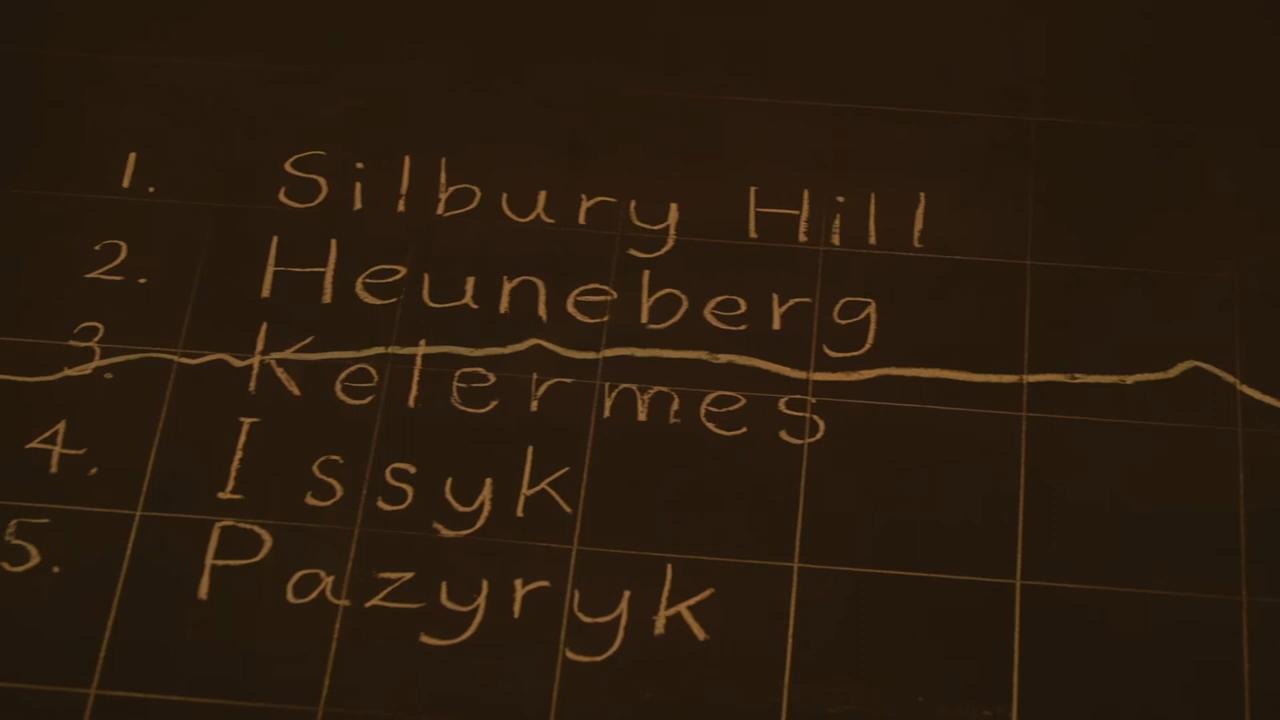 1. Silbury Hill
2. Heuneberg
3. Kelermes
4. Issyk
5. Pazyryk